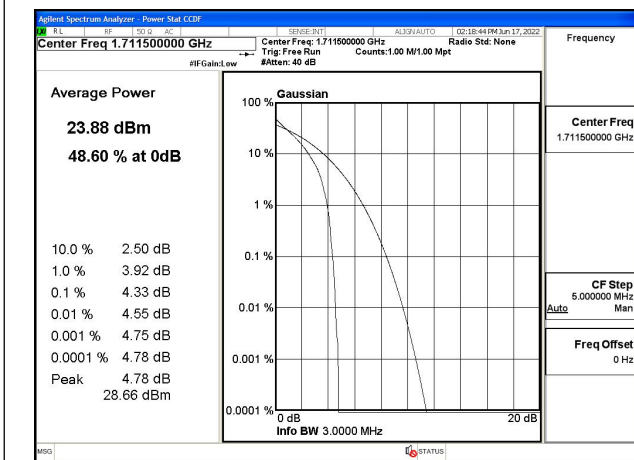 Agilent Spectrum Analyzer - Power Stat CCDF
LXI RL RF 50 Ω AC SENSE:INT ALIGN AUTO 02:18:44 PM Jun 17, 2022
Center Freq 1.711500000 GHz
Center Freq: 1.711500000 GHz Radio Std: None
Trig: Free Run Counts:1.00 M/1.00 Mpt
#IFGain:Low #Atten: 40 dB
Frequency
Average Power
23.88 dBm
48.60 % at 0dB
10.0 % 2.50 dB
1.0 % 3.92 dB
0.1 % 4.33 dB
0.01 % 4.55 dB
0.001 % 4.75 dB
0.0001 % 4.78 dB
Peak 4.78 dB
28.66 dBm
Gaussian
100 %
10 %
1 %
0.1 %
0.01 %
0.001 %
0.0001 %
0 dB 20 dB
Info BW 3.0000 MHz
Center Freq
1.711500000 GHz
CF Step
5.000000 MHz
Auto Man
Freq Offset
0 Hz
MSG STATUS